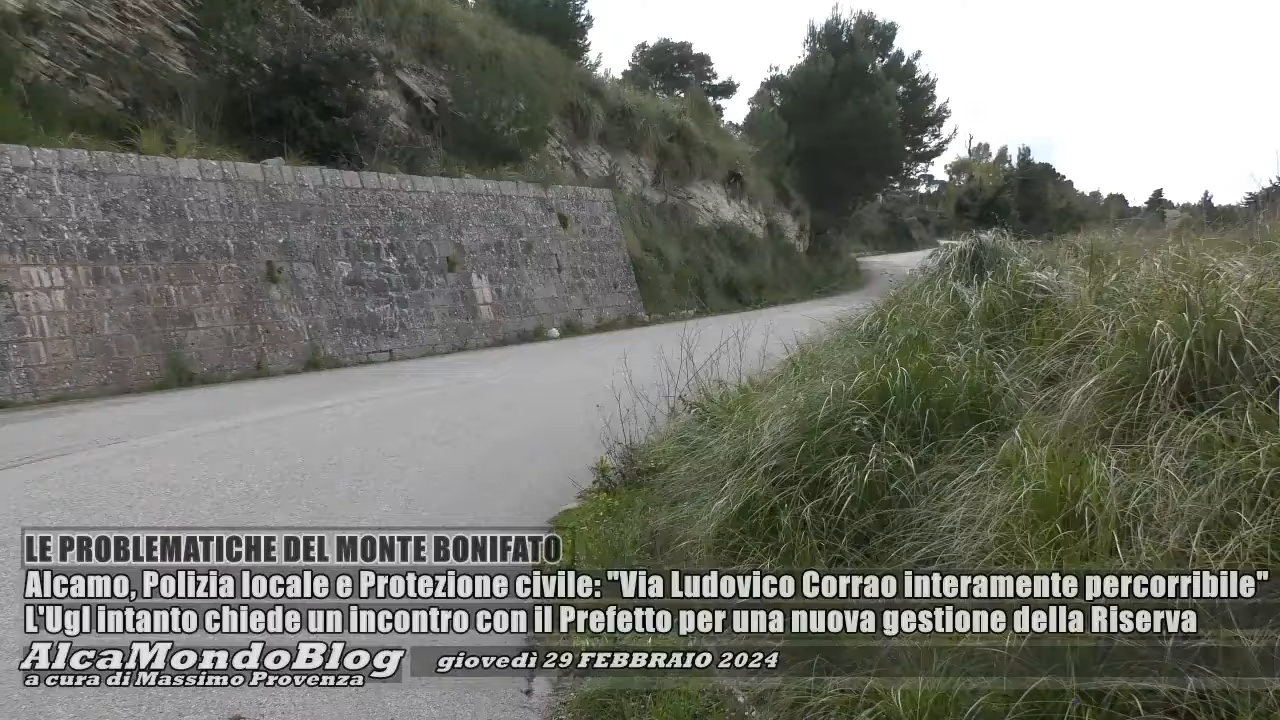 LE PROBLEMATICHE DEL MONTE BONIFATO
Alcamo, Polizia locale e Protezione civile: "Via Ludovico Corrao interamente percorribile"
L'Ugl intanto chiede un incontro con il Prefetto per una nuova gestione della Riserva
AlcaMondoBlog giovedì 29 FEBBRAIO 2024
a cura di Massimo Provenza